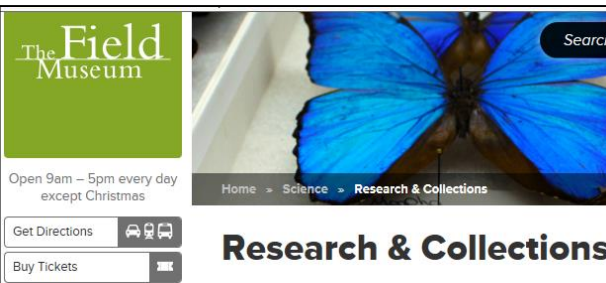 The Field
Museum
Search
Open 9am – 5pm every day
except Christmas
Home » Science » Research & Collections
Get Directions
Buy Tickets
Research & Collections